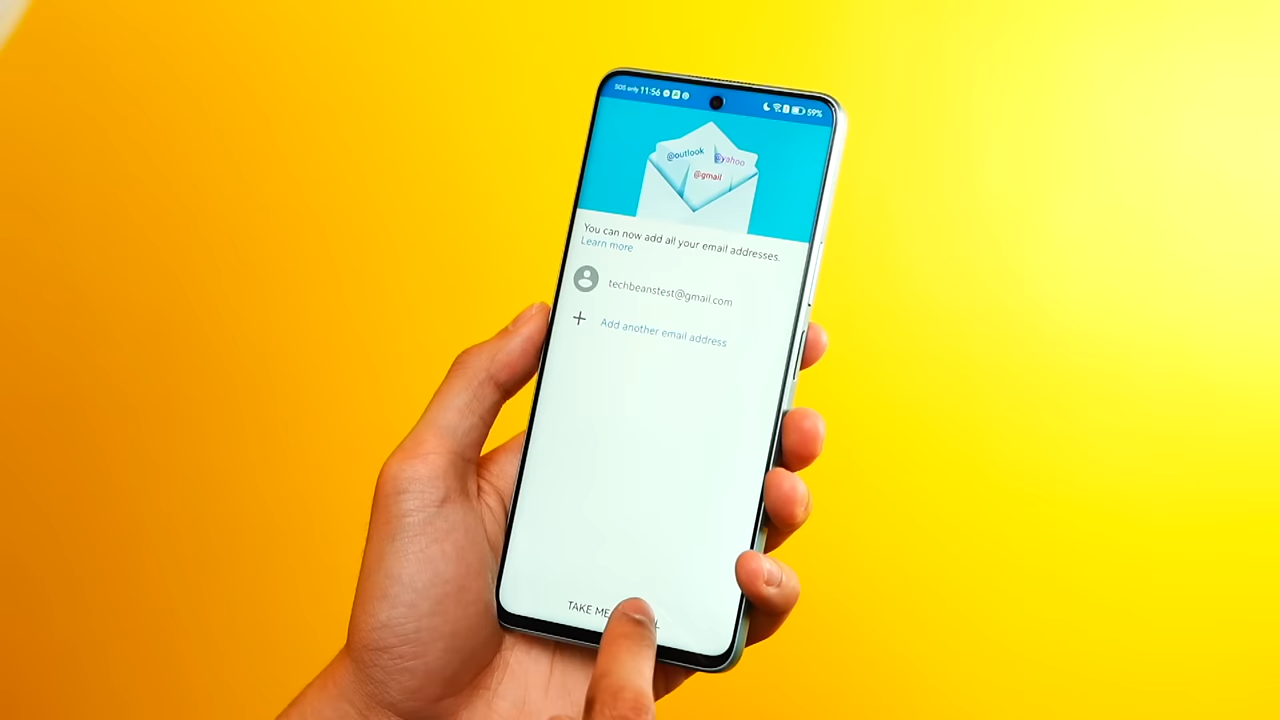 SOS only 11:56
59%
@outlook
@yahoo
@gmail
You can now add all your email addresses.
Learn more
techbeanstest@gmail.com
Add another email address
TAKE ME